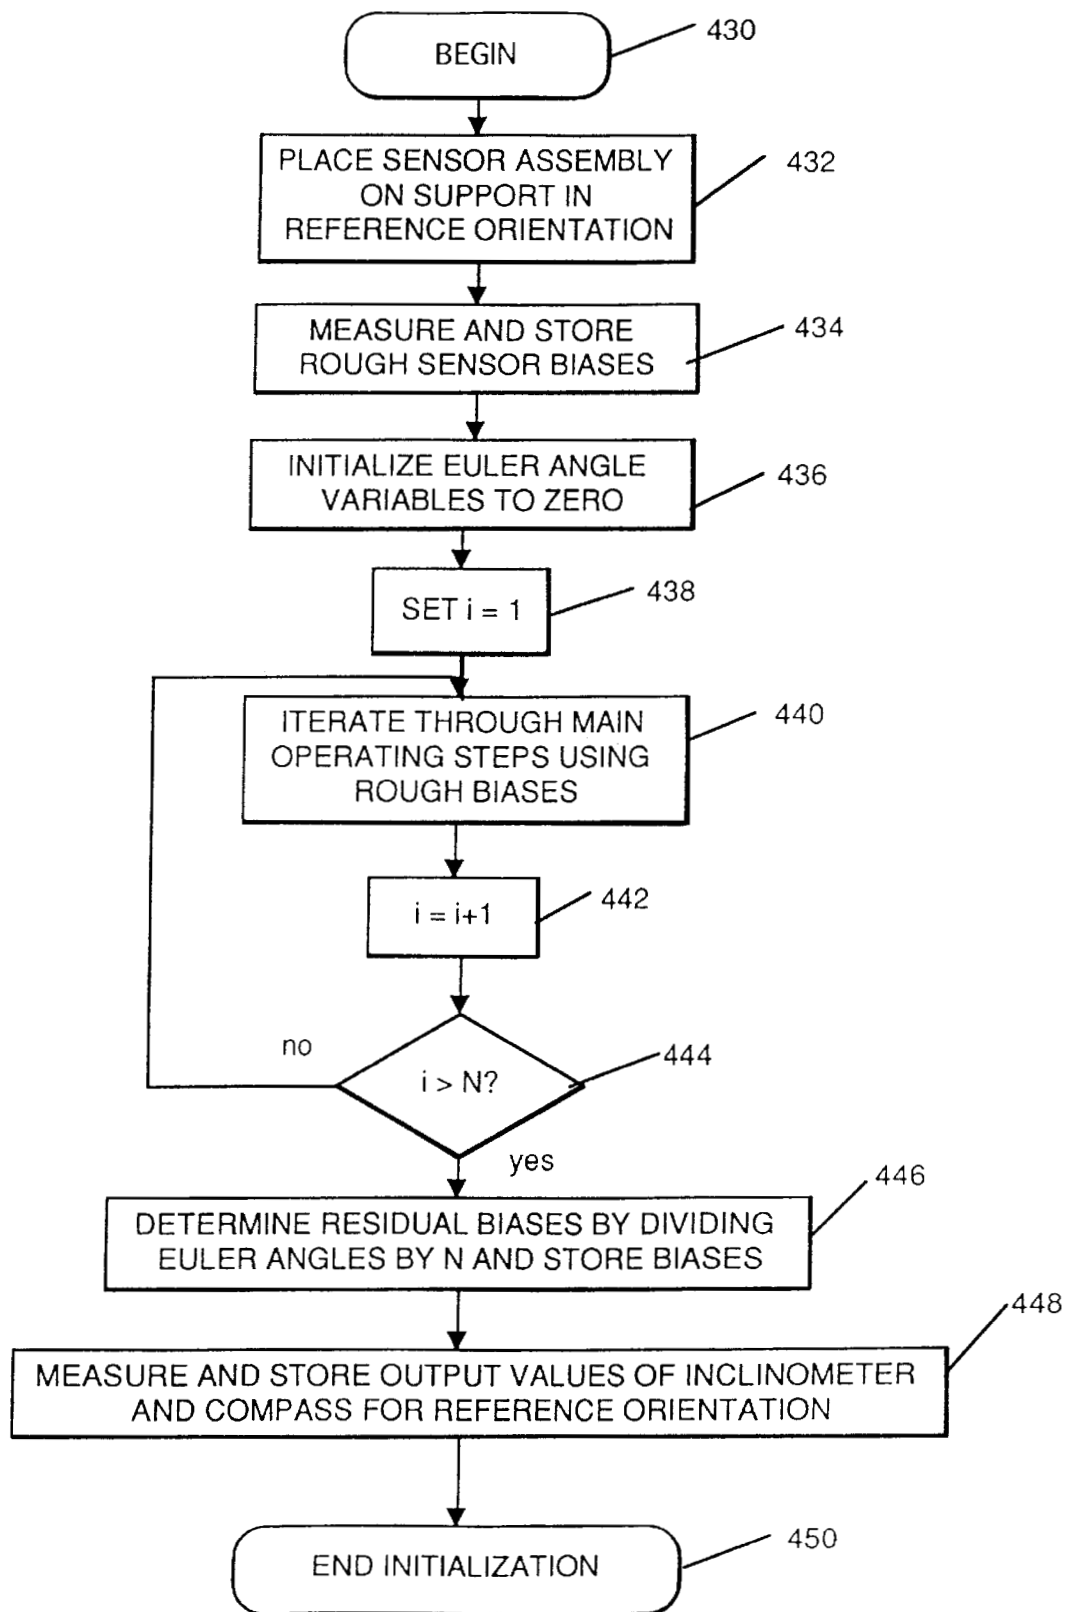 BEGIN
430
PLACE SENSOR ASSEMBLY
ON SUPPORT IN
REFERENCE ORIENTATION
432
MEASURE AND STORE
ROUGH SENSOR BIASES
434
INITIALIZE EULER ANGLE
VARIABLES TO ZERO
436
SET i = 1
438
ITERATE THROUGH MAIN
OPERATING STEPS USING
ROUGH BIASES
440
i = i+1
442
i > N?
444
no
yes
DETERMINE RESIDUAL BIASES BY DIVIDING
EULER ANGLES BY N AND STORE BIASES
446
MEASURE AND STORE OUTPUT VALUES OF INCLINOMETER
AND COMPASS FOR REFERENCE ORIENTATION
448
END INITIALIZATION
450